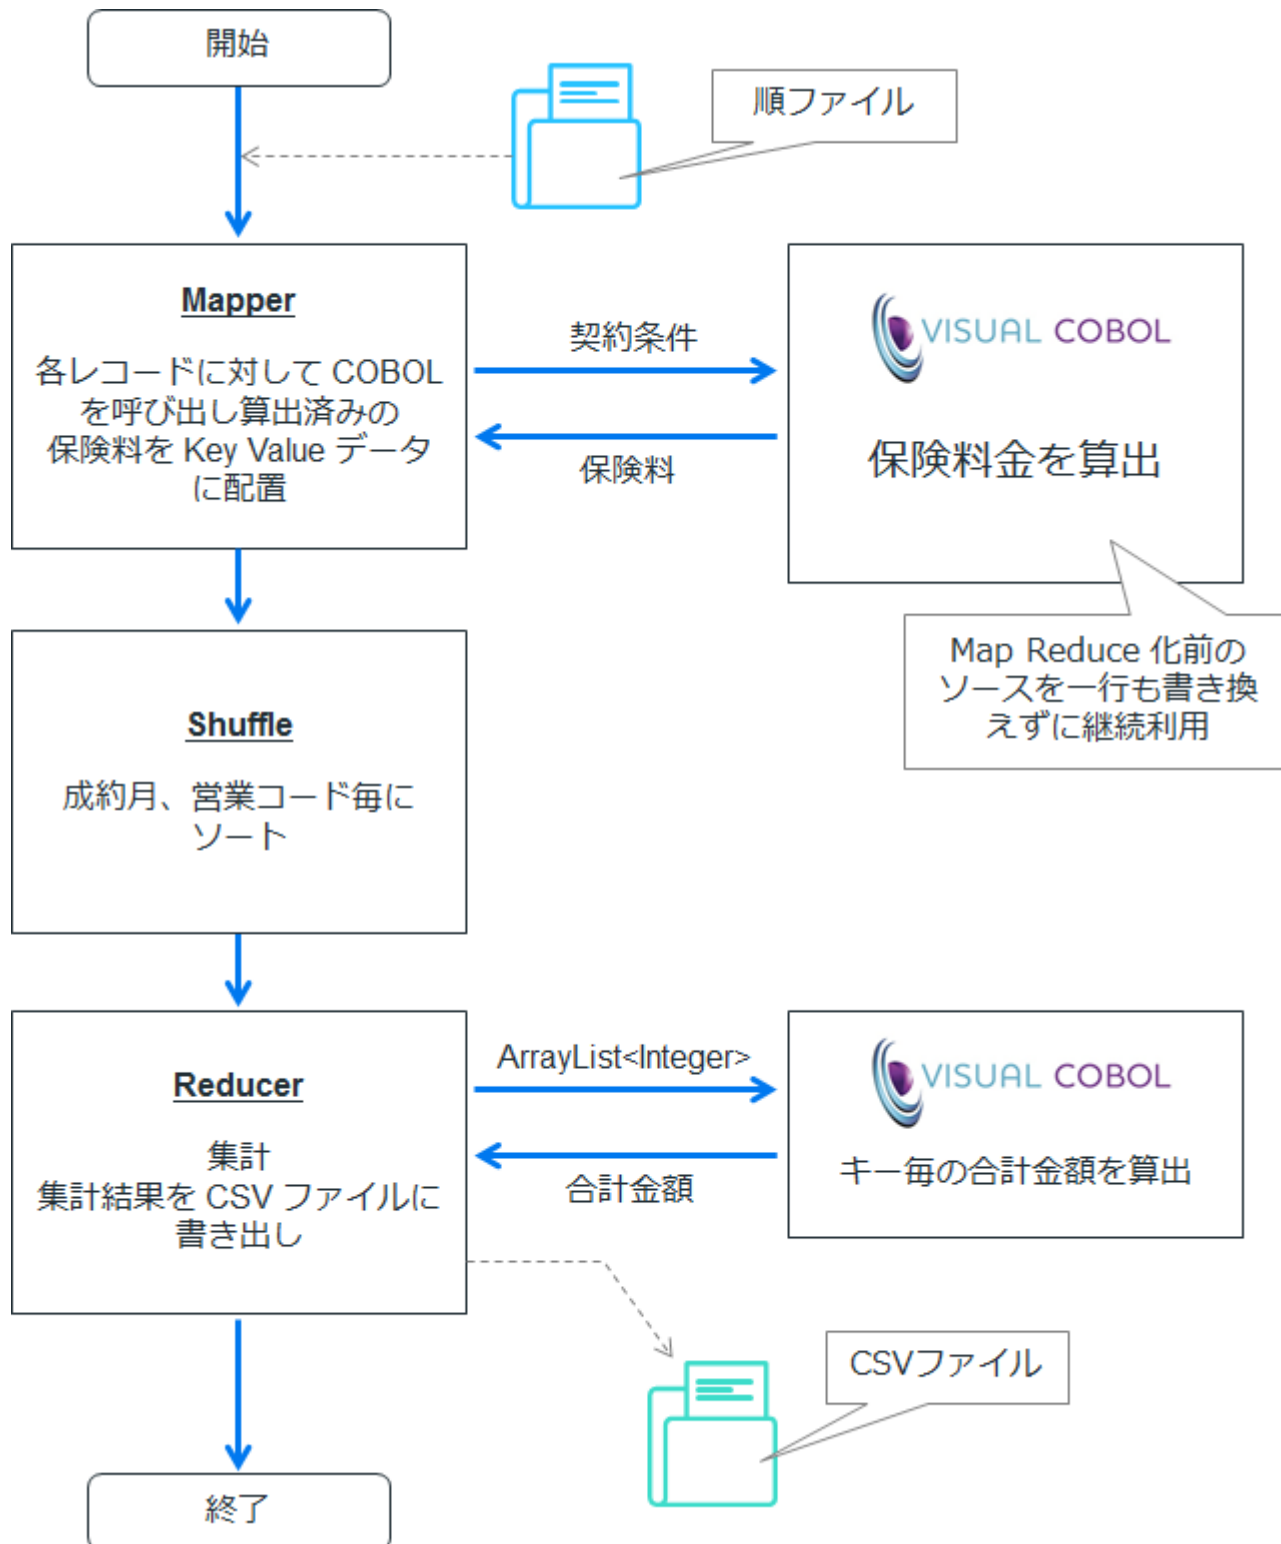 開始
順ファイル
Mapper
各レコードに対して COBOL
を呼び出し算出済みの
保険料を Key Value データ
に配置
契約条件
保険料
VISUAL COBOL
保険料金を算出
Map Reduce 化前の
ソースを一行も書き換
えずに継続利用
Shuffle
成約月、営業コード毎に
ソート
Reducer
集計
集計結果を CSV ファイルに
書き出し
ArrayList<Integer>
合計金額
VISUAL COBOL
キー毎の合計金額を算出
CSVファイル
終了